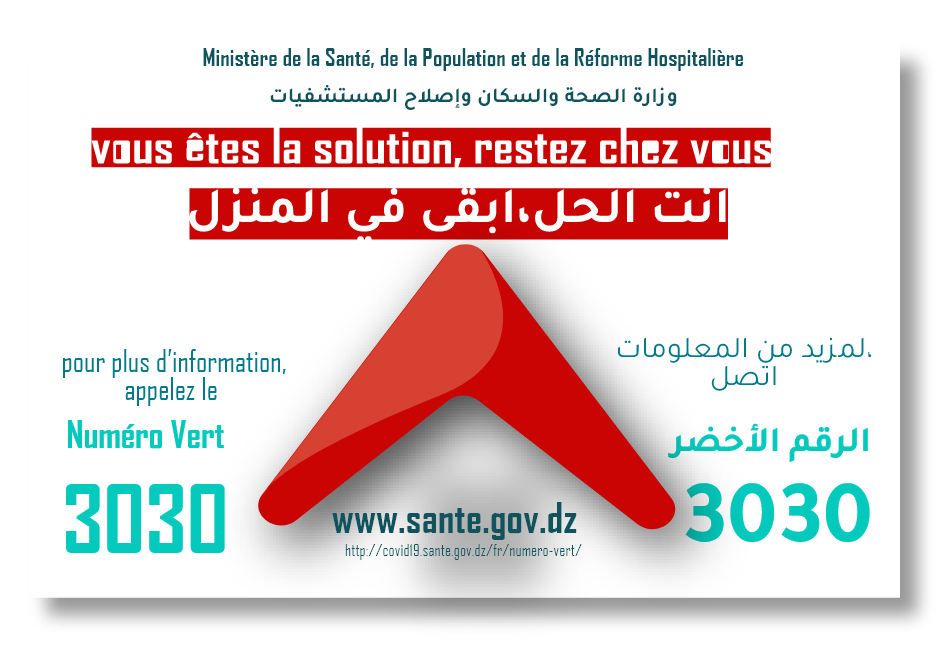 Ministère de la Santé, de la Population et de la Réforme Hospitalière
وزارة الصحة والسكان وإصلاح المستشفيات
vous êtes la solution, restez chez vous
انت الحل،ابقى في المنزل
pour plus d'information,
appelez le
Numéro Vert
3030
،لمزيد من المعلومات
اتصل
الرقم الأخضر
3030
www.sante.gov.dz
http://covid19.sante.gov.dz/fr/numero-vert/